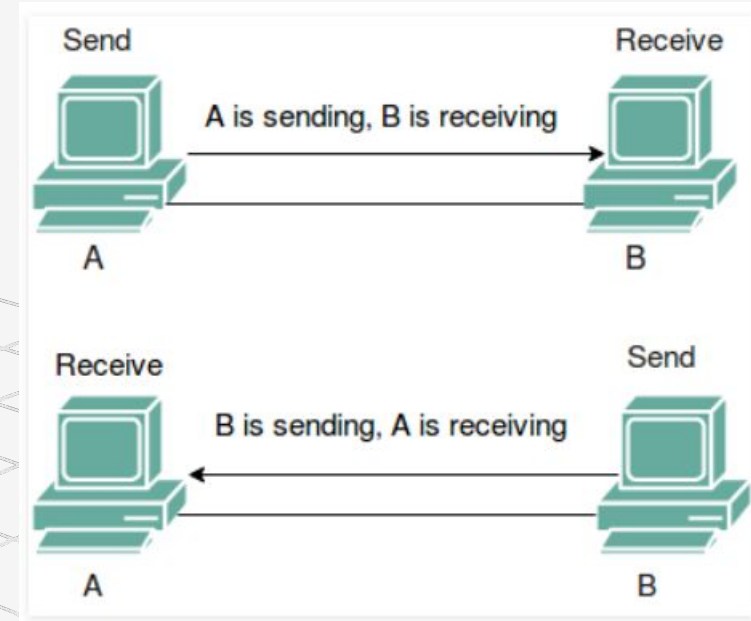 Send Receive
A is sending, B is receiving
A B
Receive Send
B is sending, A is receiving
A B